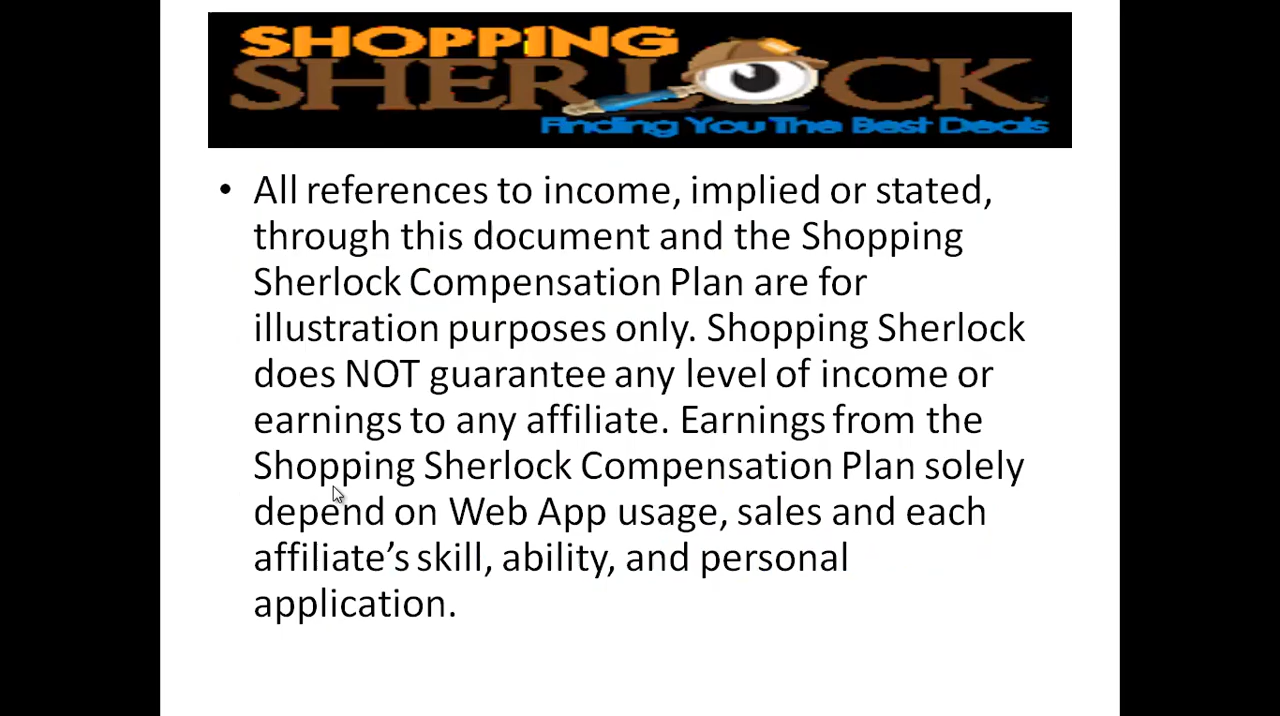 SHOPPING
SHERLOCK
Finding You The Best Deals
• All references to income, implied or stated,
through this document and the Shopping
Sherlock Compensation Plan are for
illustration purposes only. Shopping Sherlock
does NOT guarantee any level of income or
earnings to any affiliate. Earnings from the
Shopping Sherlock Compensation Plan solely
depend on Web App usage, sales and each
affiliate’s skill, ability, and personal
application.